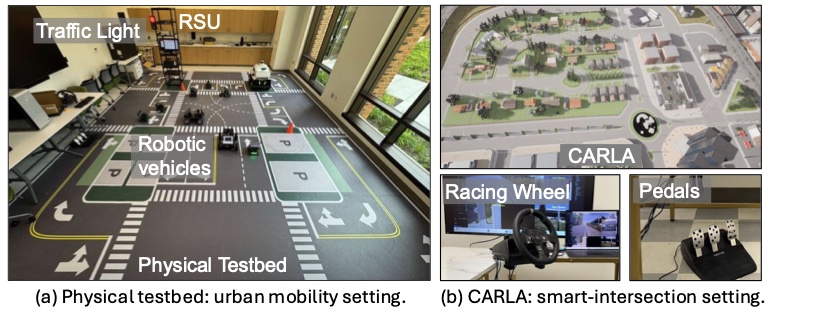 Traffic Light
RSU
Robotic
vehicles
P
P
P
P
Physical Testbed
CARLA
Racing Wheel
Pedals
(a) Physical testbed: urban mobility setting.
(b) CARLA: smart-intersection setting.